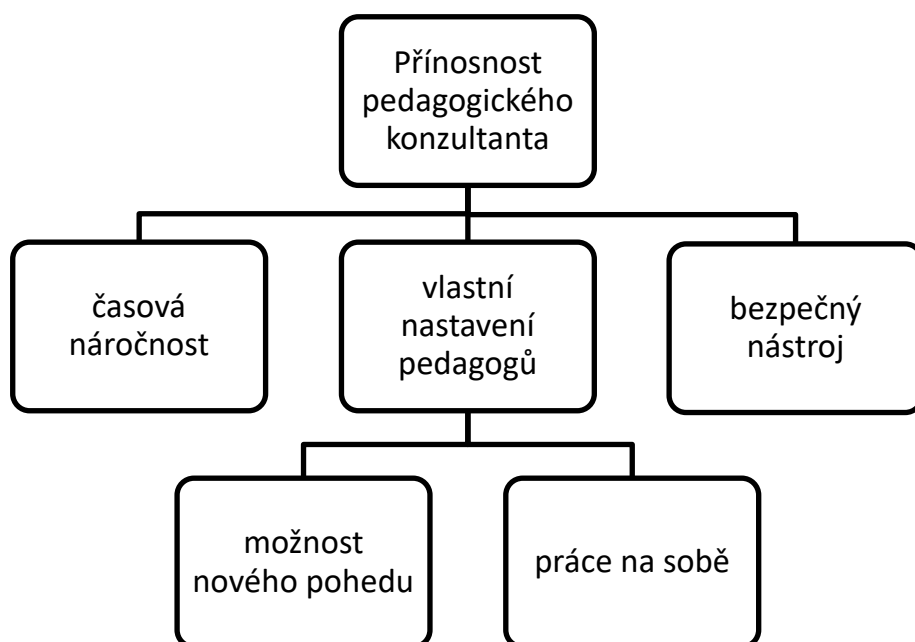 Přínosnost
pedagogického
konzultanta
časová
náročnost
vlastní
nastavení
pedagogů
bezpečný
nástroj
možnost
nového pohedu
práce na sobě